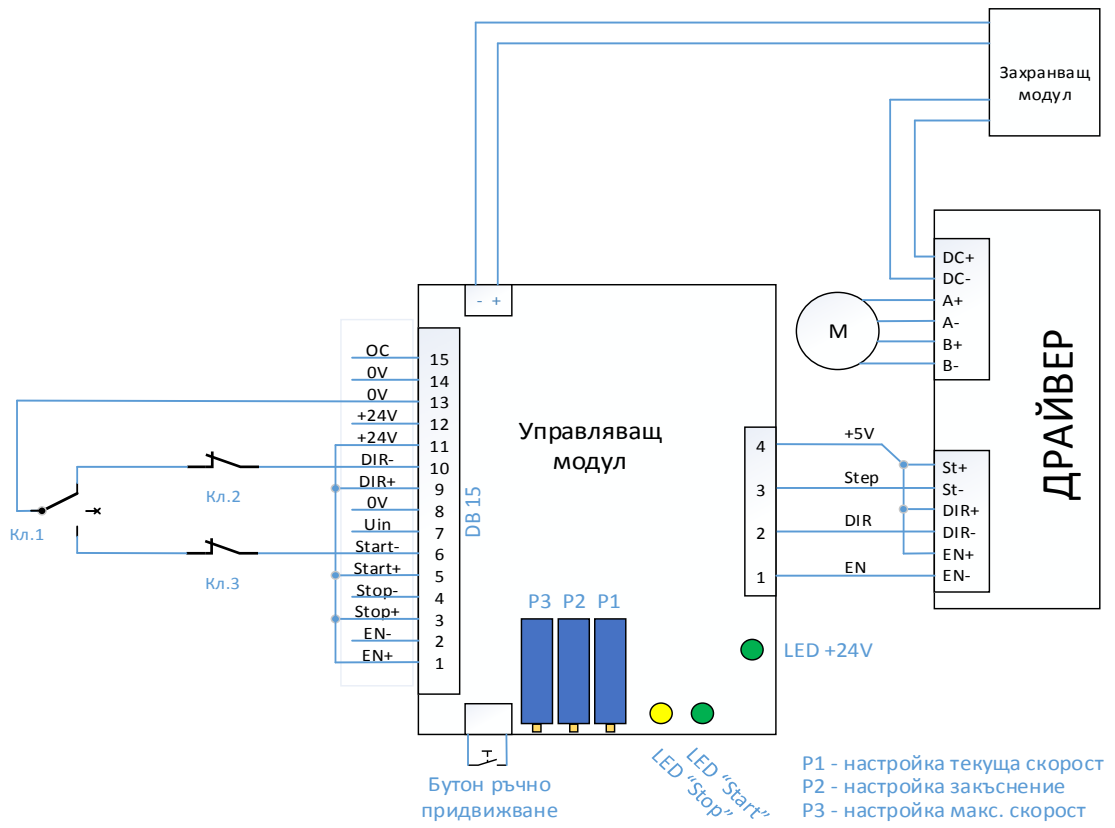 Захранващ
модул
DC+
DC-
A+
A-
B+
B-
М
ДРАЙВЕР
- +
OC
15
0V
14
0V
13
+24V
12
+24V
11
DIR-
10
DIR+
9
0V
8
Uin
7
Start-
6
Start+
5
Stop-
4
Stop+
3
EN-
2
EN+
1
DB 15
Управляващ
модул
Кл.1
Кл.2
Кл.3
4
+5V
3
Step
2
DIR
1
EN
St+
St-
DIR+
DIR-
EN+
EN-
P3 P2 P1
LED +24V
LED "Stop"
LED "Start"
Бутон ръчно
придвижване
P1 - настройка текуща скорост
P2 - настройка закъснение
P3 - настройка макс. скорост